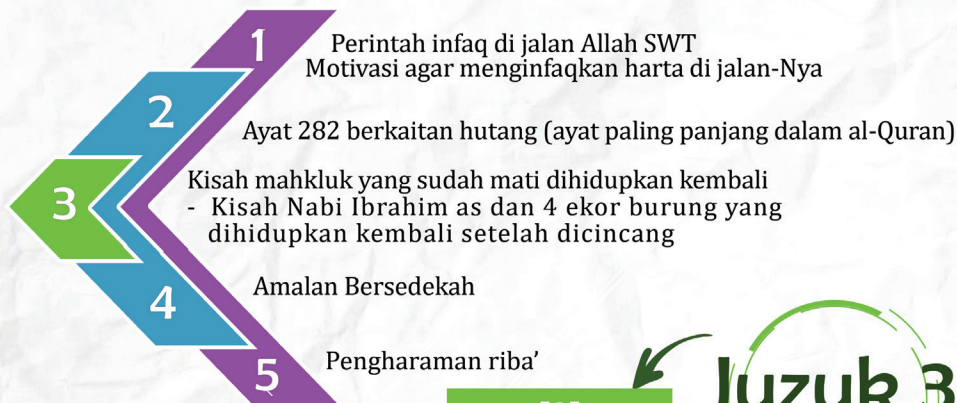 1
Perintah infaq di jalan Allah SWT
Motivasi agar menginfaqkan harta di jalan-Nya
2
Ayat 282 berkaitan hutang (ayat paling panjang dalam al-Quran)
3
Kisah mahkluk yang sudah mati dihidupkan kembali
- Kisah Nabi Ibrahim as dan 4 ekor burung yang
dihidupkan kembali setelah dicincang
4
Amalan Bersedekah
5
Pengharaman riba'
Juzuk 3